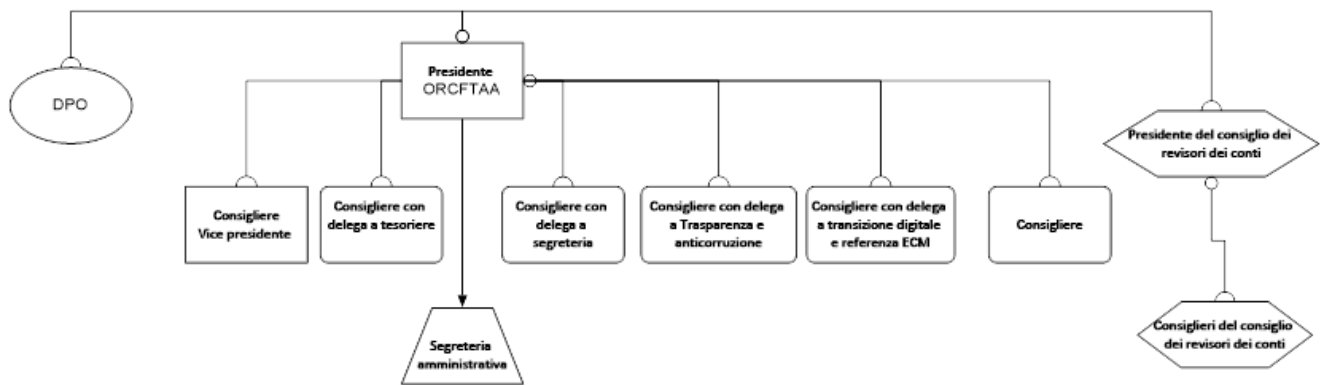 DPO
Presidente
ORCFTAA
Presidente del consiglio dei
revisori dei conti
Consigliere
Vice presidente
Consigliere con
delega a tesoriere
Consigliere con
delega a
segreteria
Consigliere con delega
a Trasparenza e
anticorruzione
Consigliere con delega
a transizione digitale
e referenza ECM
Consigliere
Segreteria
amministrativa
Consiglieri del consiglio
dei revisori dei conti